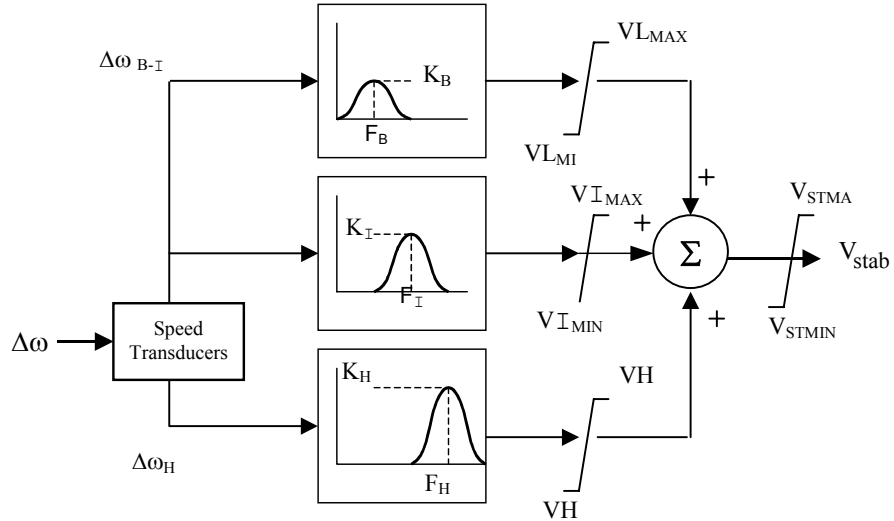 Δω B-I
K_B
F_B
VL_MAX
VL_MI
K_I
F_I
VI_MAX
VI_MIN
+
+
+
Σ
V_STMA
V_STMIN
V_stab
Δω
Speed
Transducers
Δω_H
K_H
F_H
VH
VH